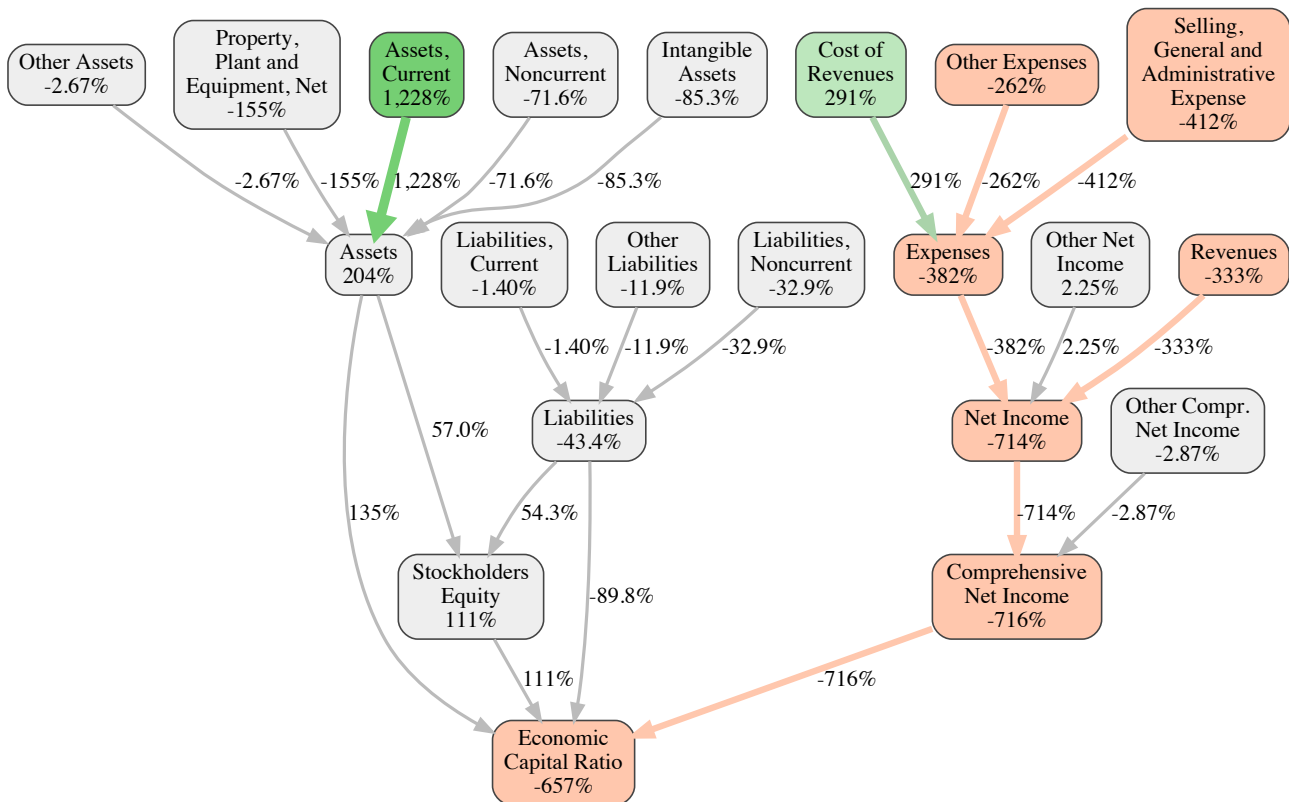 Other Assets
-2.67%
Property,
Plant and
Equipment, Net
-155%
Assets,
Current
1,228%
Assets,
Noncurrent
-71.6%
Intangible
Assets
-85.3%
Cost of
Revenues
291%
Other Expenses
-262%
Selling,
General and
Administrative
Expense
-412%
-2.67%
-155%
1,228%
-71.6%
-85.3%
291%
-262%
-412%
Assets
204%
Liabilities,
Current
-1.40%
Other
Liabilities
-11.9%
Liabilities,
Noncurrent
-32.9%
Expenses
-382%
Other Net
Income
2.25%
Revenues
-333%
-1.40%
-11.9%
-32.9%
-382%
2.25%
-333%
57.0%
Liabilities
-43.4%
Net Income
-714%
Other Compr.
Net Income
-2.87%
135%
54.3%
-714%
-2.87%
Stockholders
Equity
111%
-89.8%
Comprehensive
Net Income
-716%
111%
-716%
Economic
Capital Ratio
-657%